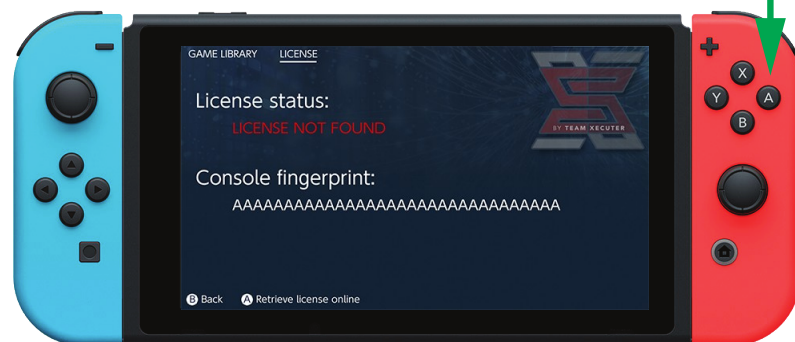 GAME LIBRARY LICENSE
License status:
LICENSE NOT FOUND
BY TEAM XECUTER
Console fingerprint:
AAAAAAAAAAAAAAAAAAAAAAAAAAAAAAAA
B Back A Retrieve license online
X
Y A
B